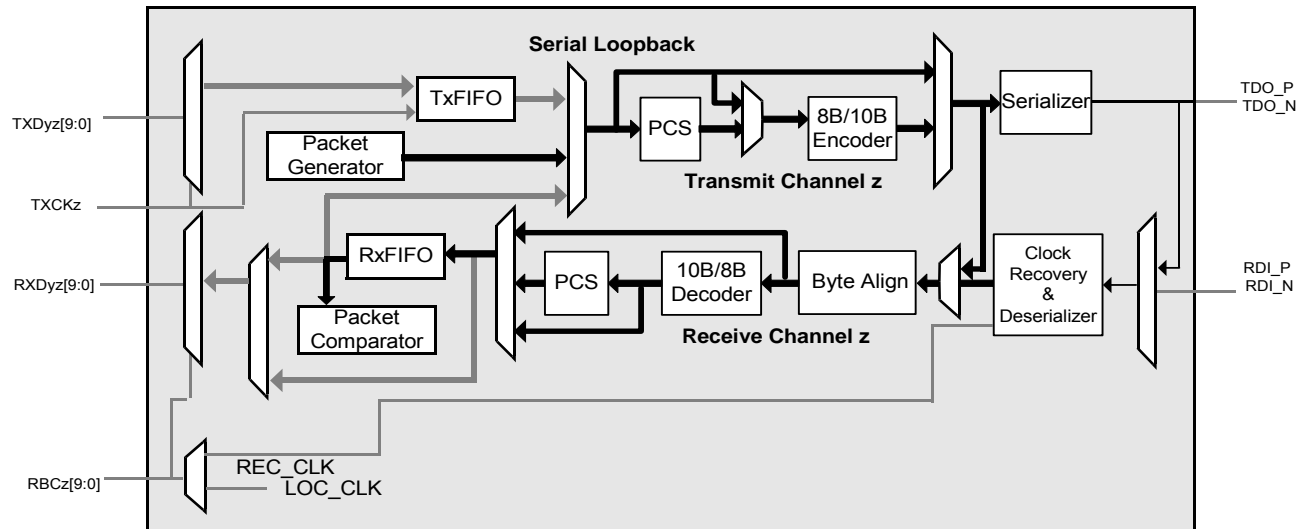 Serial Loopback
TXDyz[9:0]
TxFIFO
Packet
Generator
PCS
8B/10B
Encoder
Serializer
TDO_P
TDO_N
Transmit Channel z
TXCKz
RXDyz[9:0]
RxFIFO
Packet
Comparator
PCS
10B/8B
Decoder
Byte Align
Clock
Recovery
&
Deserializer
RDI_P
RDI_N
Receive Channel z
RBCz[9:0]
REC_CLK
LOC_CLK